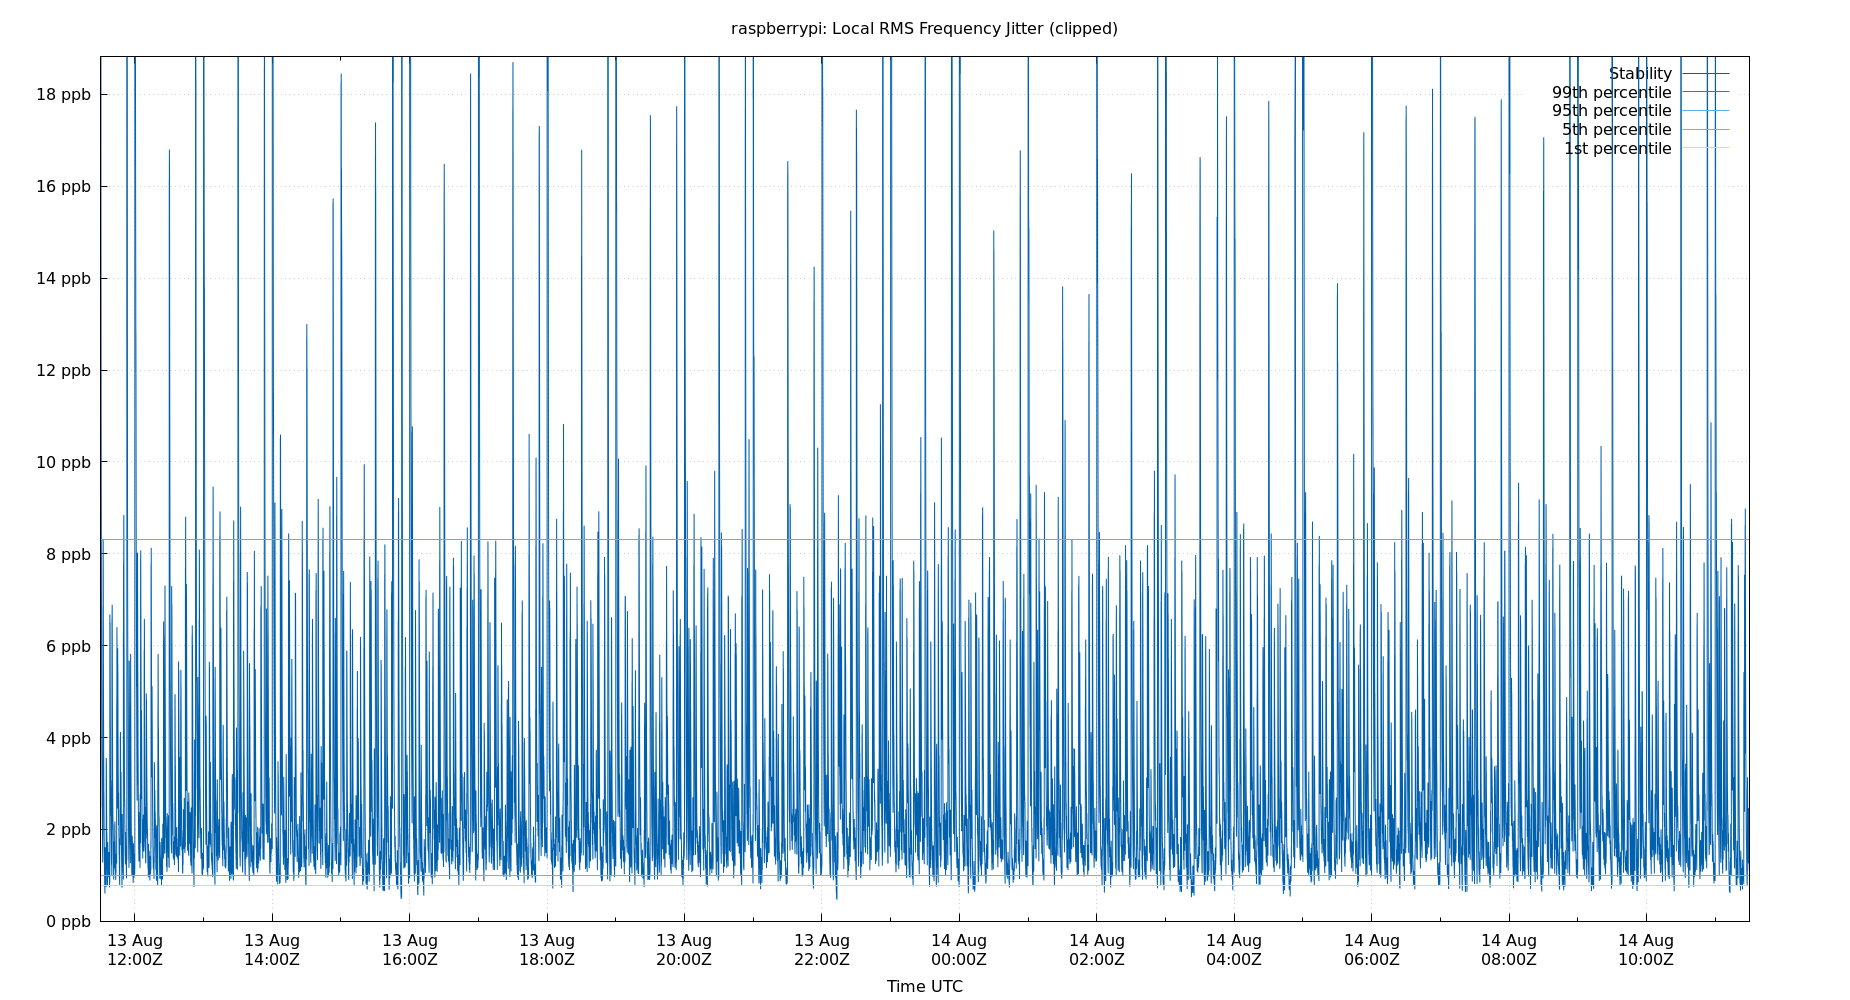 raspberrypi: Local RMS Frequency Jitter (clipped)
Stability
99th percentile
95th percentile
5th percentile
1st percentile
18 ppb
16 ppb
14 ppb
12 ppb
10 ppb
8 ppb
6 ppb
4 ppb
2 ppb
0 ppb
13 Aug 13 Aug 13 Aug 13 Aug 13 Aug 13 Aug 14 Aug 14 Aug 14 Aug 14 Aug 14 Aug 14 Aug
12:00Z 14:00Z 16:00Z 18:00Z 20:00Z 22:00Z 00:00Z 02:00Z 04:00Z 06:00Z 08:00Z 10:00Z
Time UTC